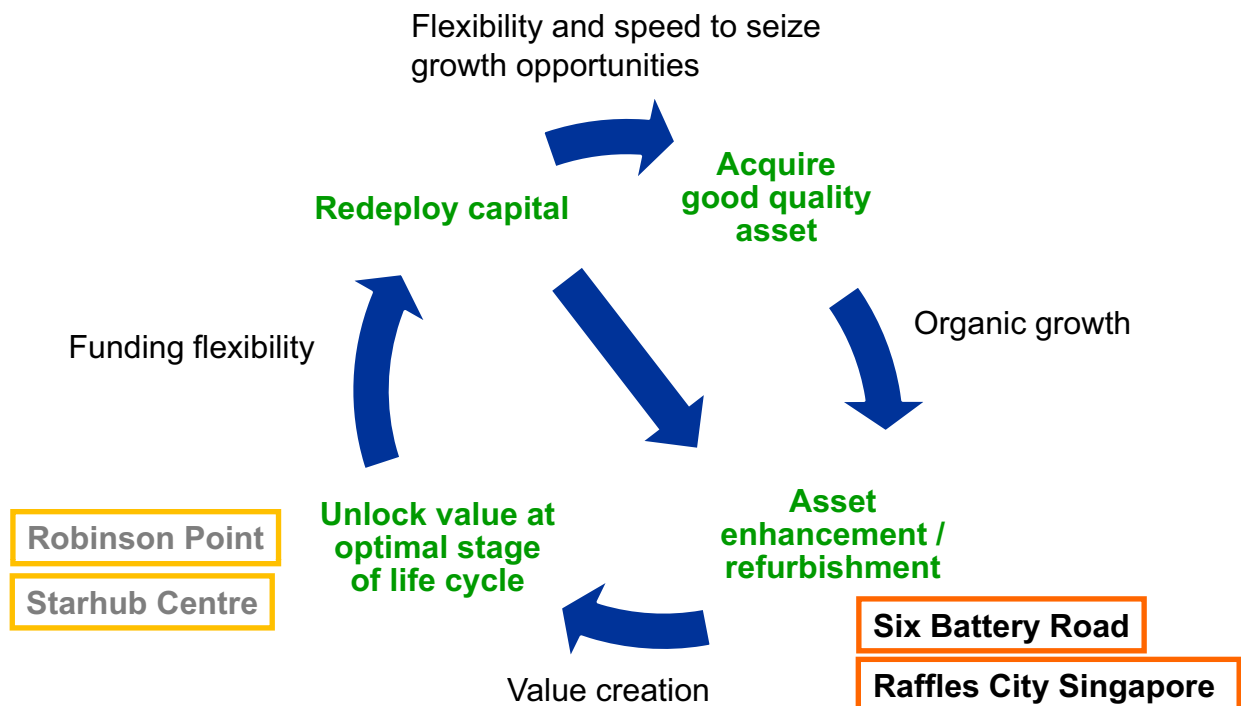 Flexibility and speed to seize
growth opportunities
Redeploy capital
Acquire
good quality
asset
Funding flexibility
Organic growth
Robinson Point
Starhub Centre
Unlock value at
optimal stage
of life cycle
Asset
enhancement /
refurbishment
Six Battery Road
Raffles City Singapore
Value creation